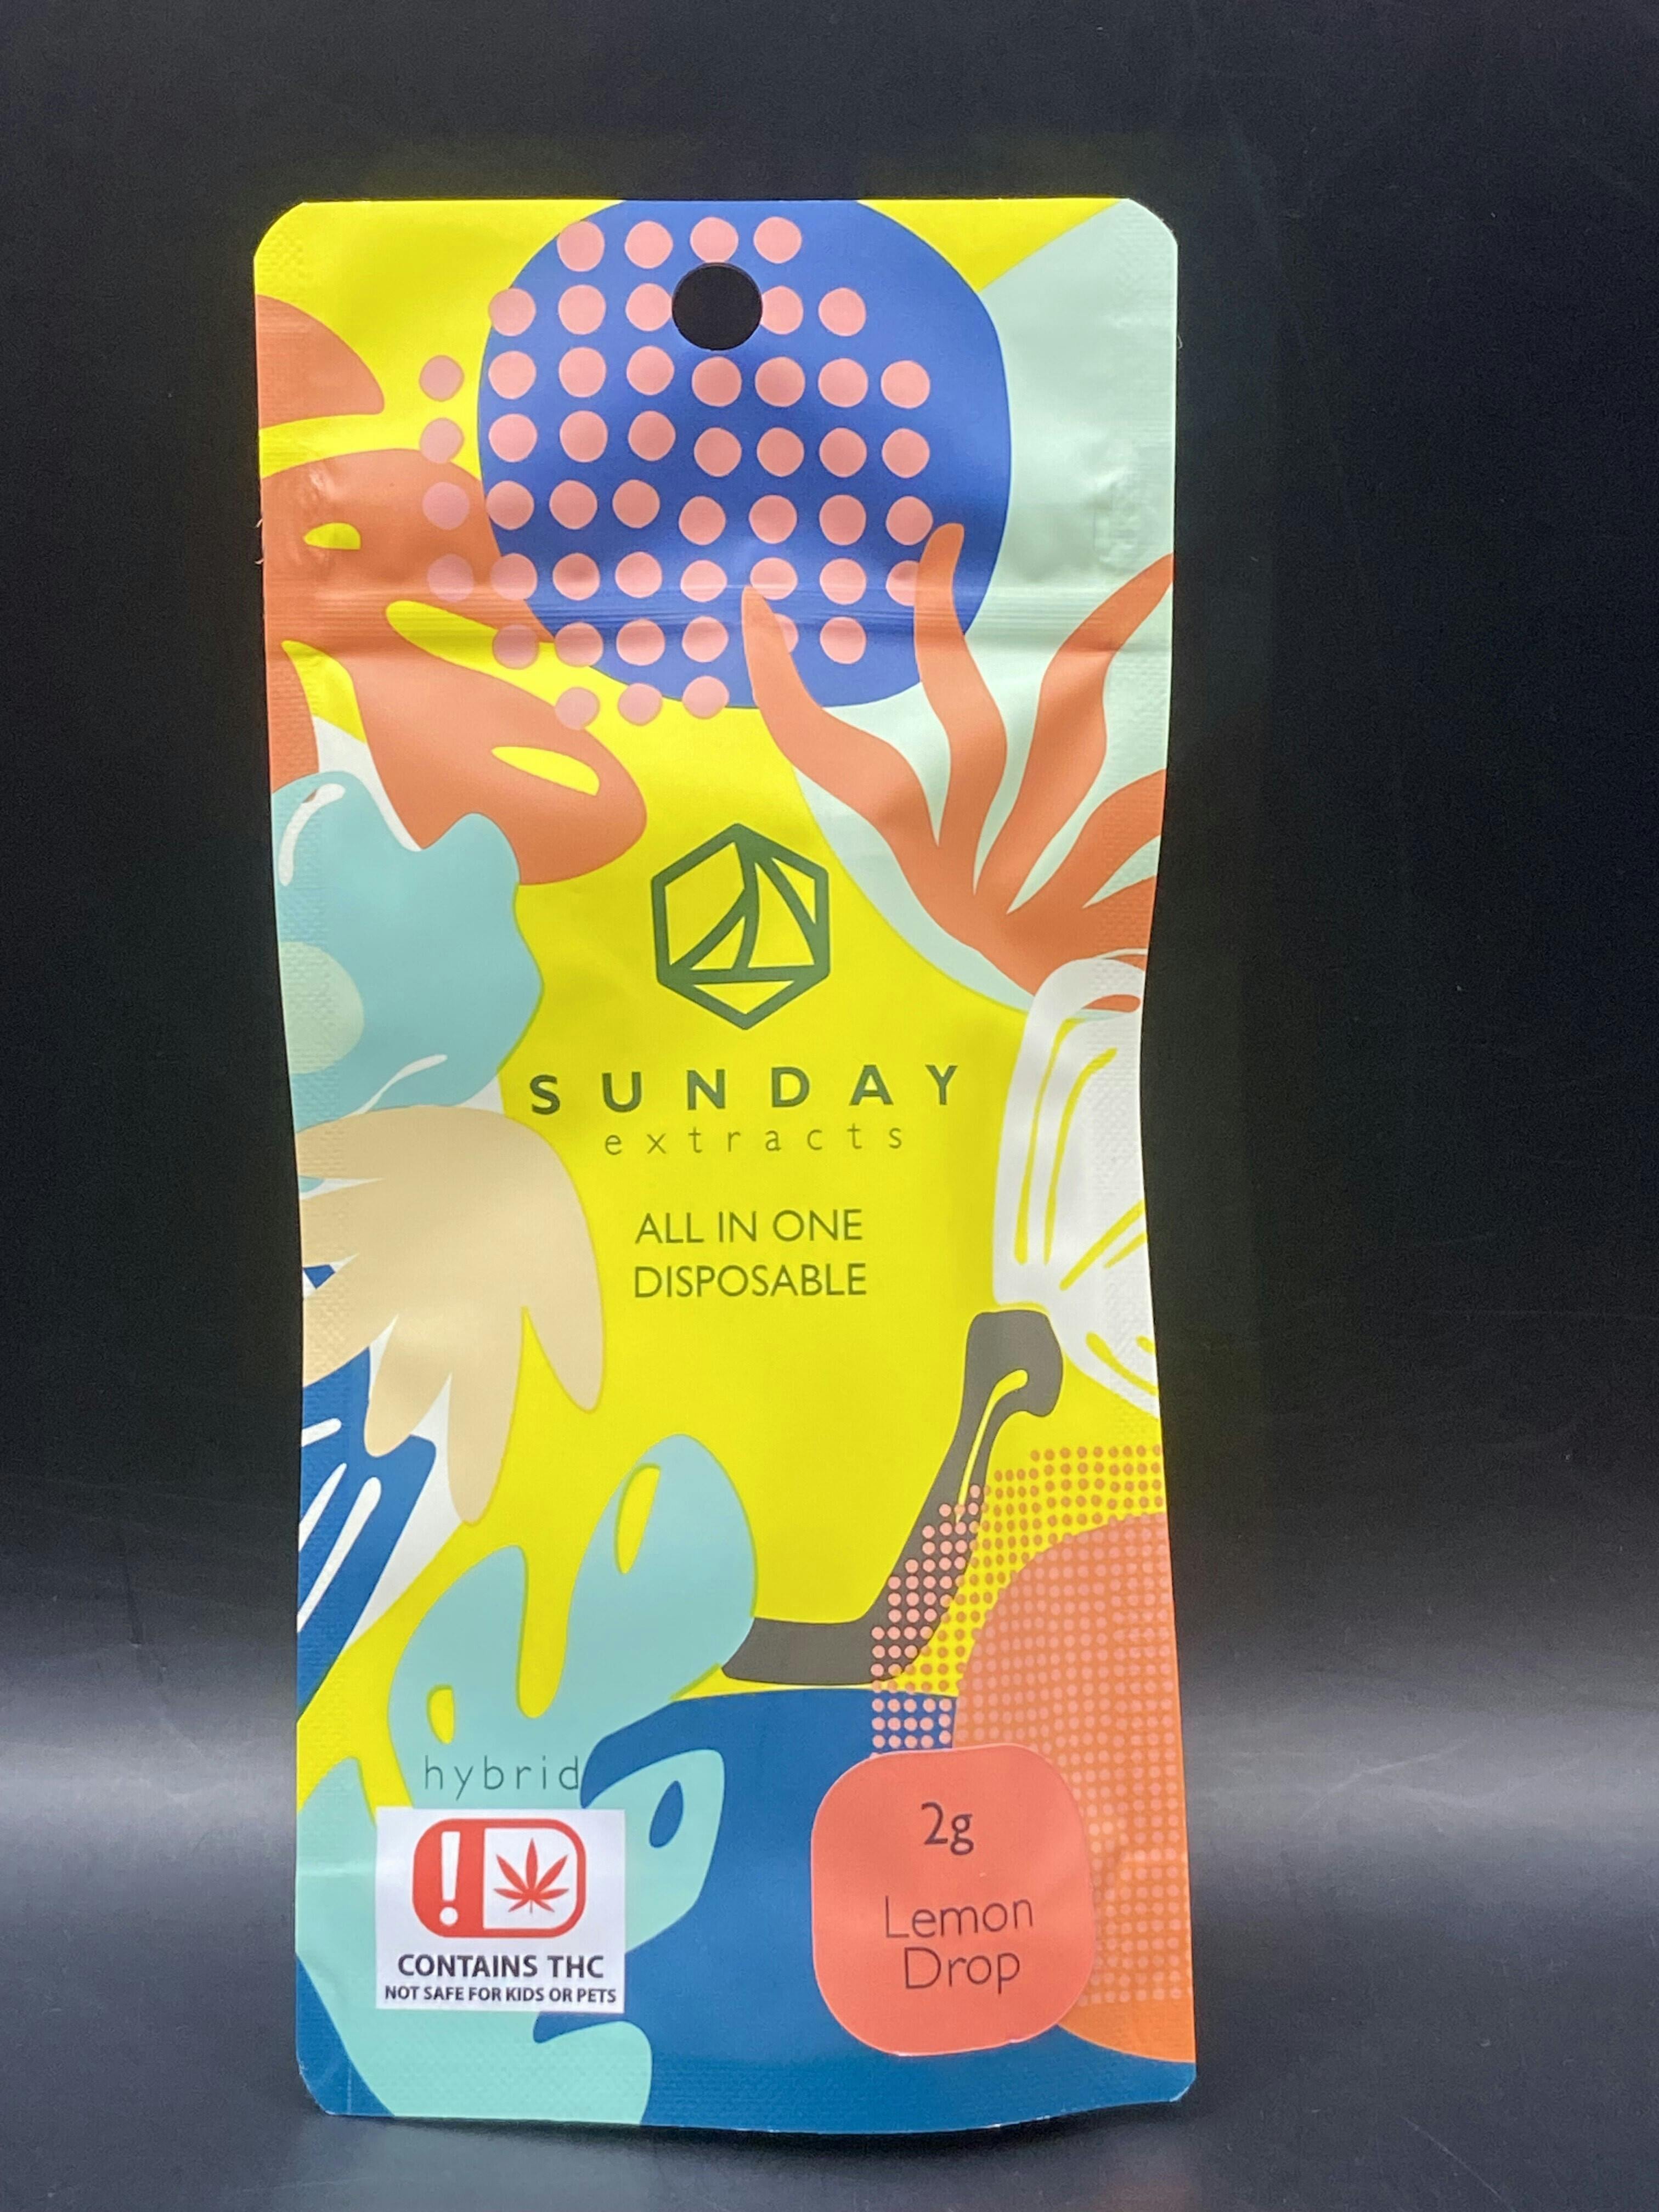 SUNDAY
extracts
ALL IN ONE
DISPOSABLE
hybrid
!
CONTAINS THC
NOT SAFE FOR KIDS OR PETS
2g
Lemon
Drop